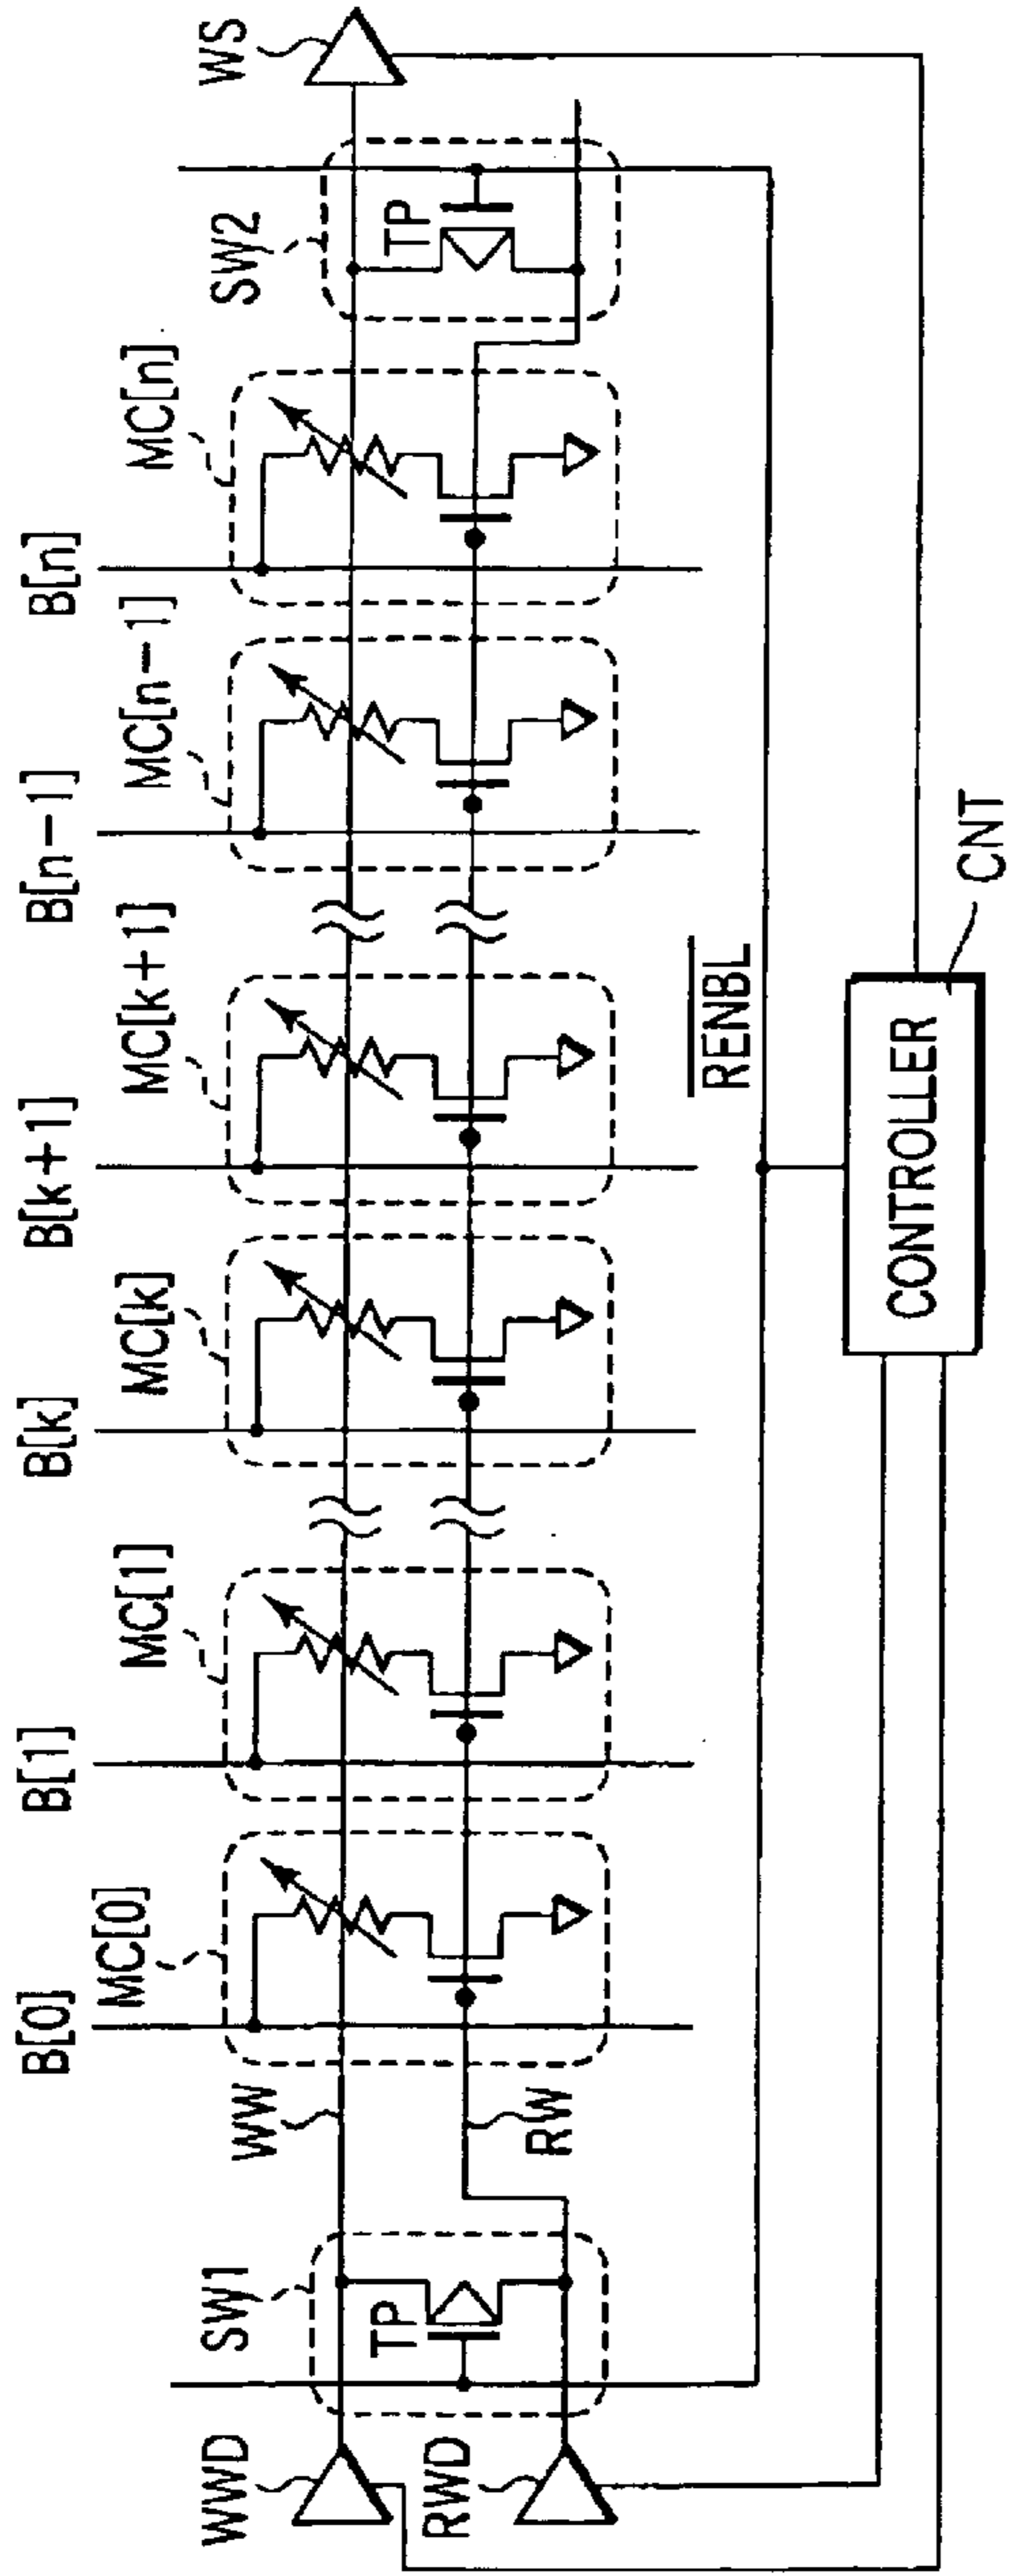 B[0]
B[1]
B[k]
B[k+1]
B[n-1]
B[n]
MC[0]
MC[1]
MC[k]
MC[k+1]
MC[n-1]
MC[n]
WWD
SW1
WW
SW2
WS
TP
TP
RWD
RW
RENBL
CONTROLLER
CNT